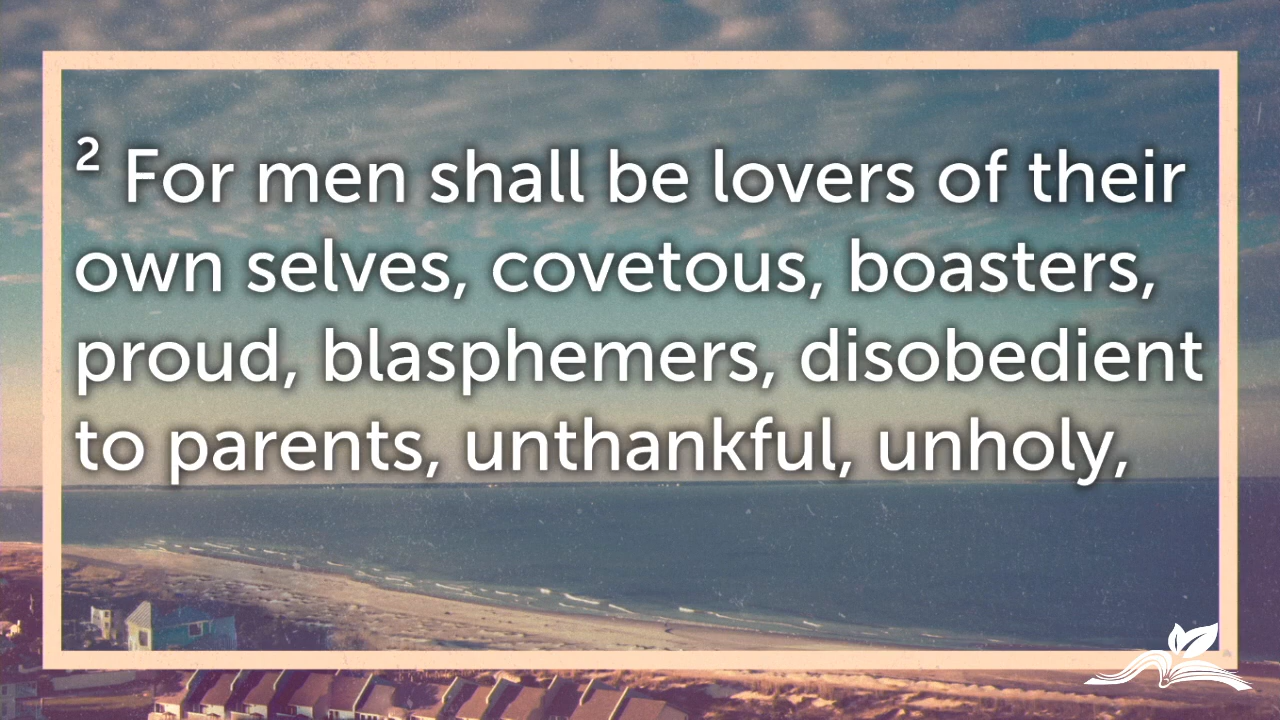 ² For men shall be lovers of their
own selves, covetous, boasters,
proud, blasphemers, disobedient
to parents, unthankful, unholy,